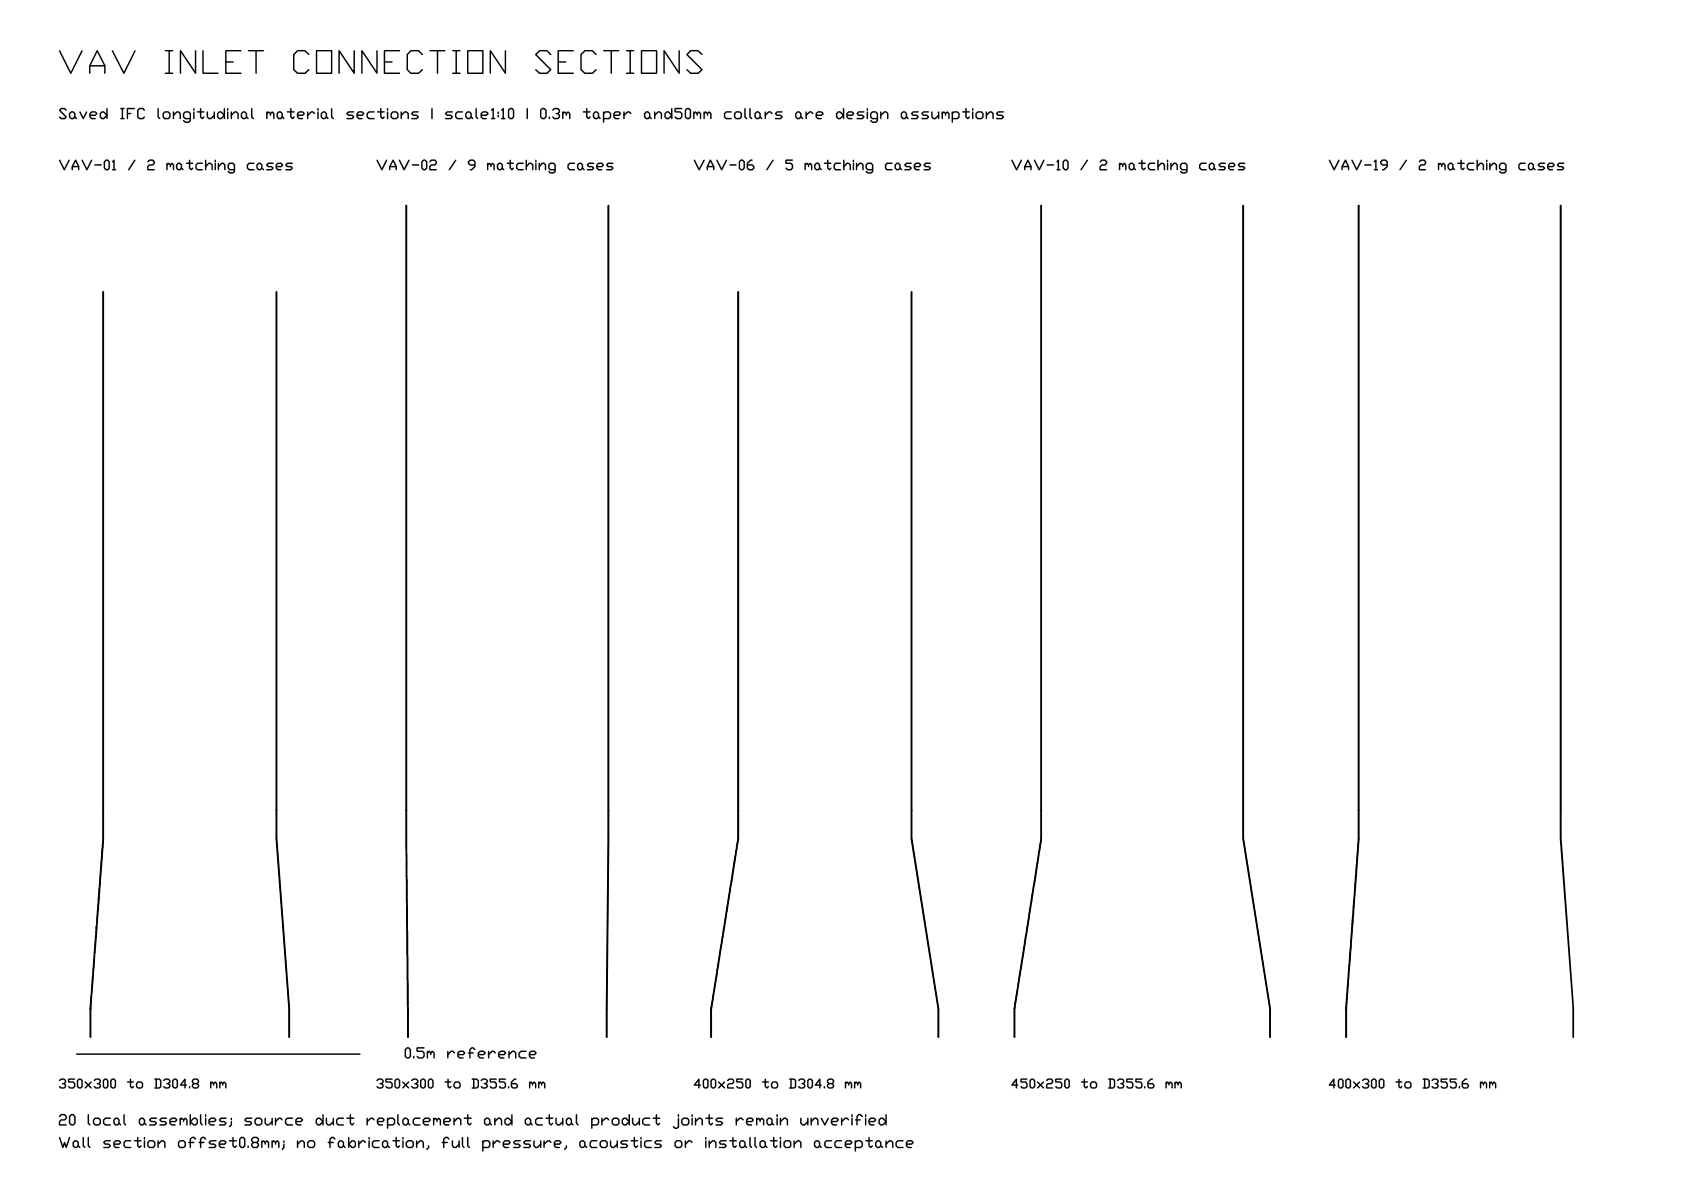 VAV INLET CONNECTION SECTIONS
Saved IFC longitudinal material sections | scale1:10 | 0.3m taper and50mm collars are design assumptions
VAV-01 / 2 matching cases
VAV-02 / 9 matching cases
VAV-06 / 5 matching cases
VAV-10 / 2 matching cases
VAV-19 / 2 matching cases
0.5m reference
350x300 to D304.8 mm
350x300 to D355.6 mm
400x250 to D304.8 mm
450x250 to D355.6 mm
400x300 to D355.6 mm
20 local assemblies; source duct replacement and actual product joints remain unverified
Wall section offset0.8mm; no fabrication, full pressure, acoustics or installation acceptance